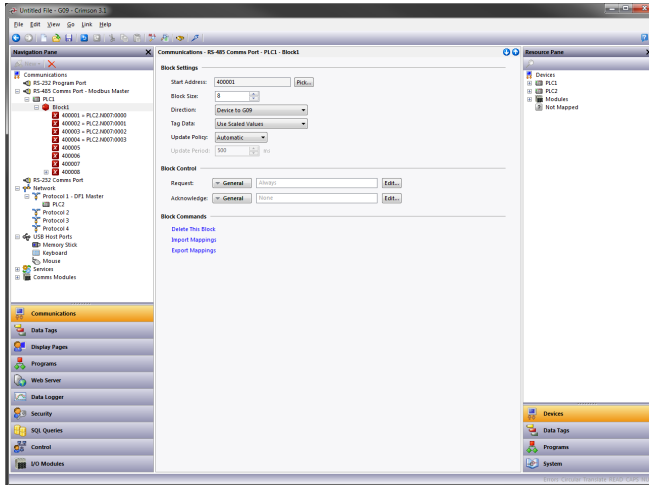 Untitled File - G09 - Crimson 3.1
File Edit View Go Link Help
Navigation Pane
Communications
RS-232 Program Port
RS-485 Comms Port - Modbus Master
PLC1
Block1
400001 = PLC2.N007:0000
400002 = PLC2.N007:0001
400003 = PLC2.N007:0002
400004 = PLC2.N007:0003
400005
400006
400007
400008
RS-232 Comms Port
Network
Protocol 1 - DF1 Master
PLC2
Protocol 2
Protocol 3
Protocol 4
USB Host Ports
Memory Stick
Keyboard
Mouse
Services
Comms Modules
Communications
Data Tags
Display Pages
Programs
Web Server
Data Logger
Security
SQL Queries
Control
I/O Modules
Communications - RS-485 Comms Port - PLC1 - Block1
Block Settings
Start Address: 400001 Pick...
Block Size: 8
Direction: Device to G09
Tag Data: Use Scaled Values
Update Policy: Automatic
Update Period: 500 ms
Block Control
Request: General Always Edit...
Acknowledge: General None Edit...
Block Commands
Delete This Block
Import Mappings
Export Mappings
Resource Pane
Devices
PLC1
PLC2
Modules
Not Mapped
Devices
Data Tags
Programs
System
Errors Circular Translate READ CAPS